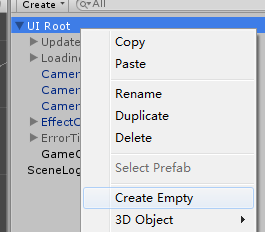 Create
All
UI Root
Update
Loading
Copy
Paste
Camer
Camer
Camer
Rename
Duplicate
Delete
EffectC
ErrorTi
GameO
SceneLog
Select Prefab
Create Empty
3D Object